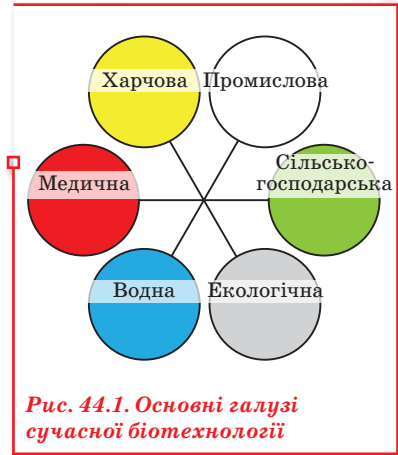 Харчова Промислова
Сільсько-
господарська
Медична
Водна Екологічна
Рис. 44.1. Основні галузі
сучасної біотехнології